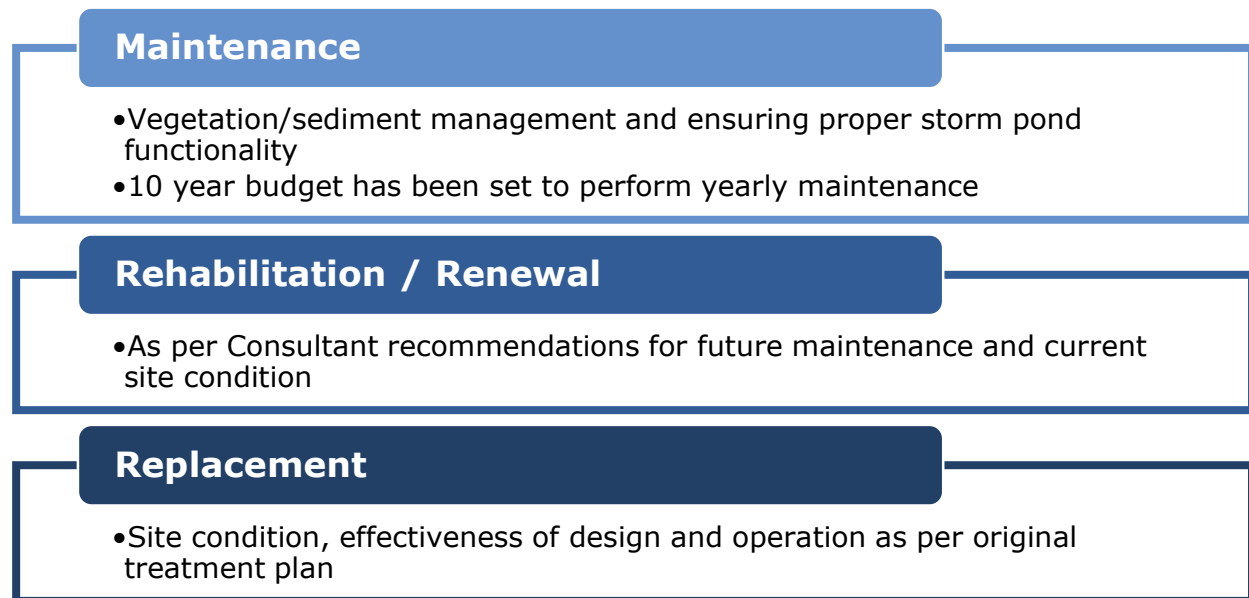 Maintenance
•Vegetation/sediment management and ensuring proper storm pond
functionality
•10 year budget has been set to perform yearly maintenance
Rehabilitation / Renewal
•As per Consultant recommendations for future maintenance and current
site condition
Replacement
•Site condition, effectiveness of design and operation as per original
treatment plan